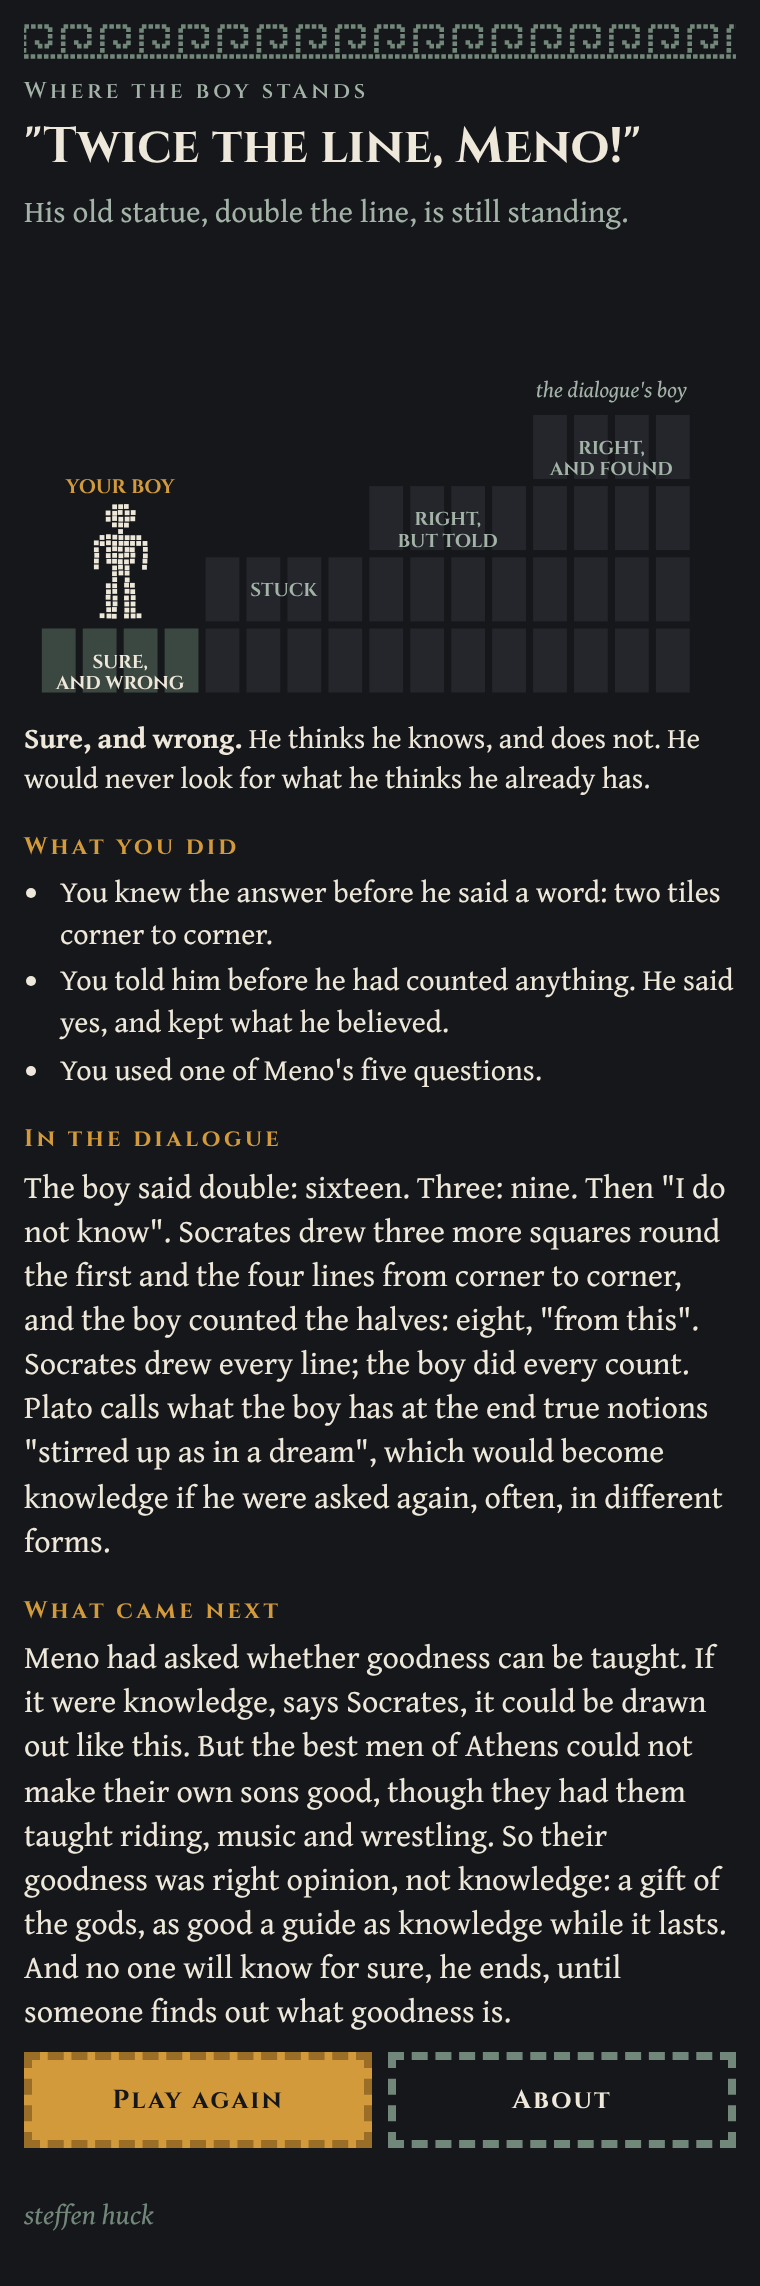 WHERE THE BOY STANDS
"TWICE THE LINE, MENO!"
His old statue, double the line, is still standing.
the dialogue's boy
RIGHT,
AND FOUND
YOUR BOY
RIGHT,
BUT TOLD
STUCK
SURE,
AND WRONG
Sure, and wrong. He thinks he knows, and does not. He
would never look for what he thinks he already has.
WHAT YOU DID
• You knew the answer before he said a word: two tiles
corner to corner.
• You told him before he had counted anything. He said
yes, and kept what he believed.
• You used one of Meno's five questions.
IN THE DIALOGUE
The boy said double: sixteen. Three: nine. Then "I do
not know". Socrates drew three more squares round
the first and the four lines from corner to corner,
and the boy counted the halves: eight, "from this".
Socrates drew every line; the boy did every count.
Plato calls what the boy has at the end true notions
"stirred up as in a dream", which would become
knowledge if he were asked again, often, in different
forms.
WHAT CAME NEXT
Meno had asked whether goodness can be taught. If
it were knowledge, says Socrates, it could be drawn
out like this. But the best men of Athens could not
make their own sons good, though they had them
taught riding, music and wrestling. So their
goodness was right opinion, not knowledge: a gift of
the gods, as good a guide as knowledge while it lasts.
And no one will know for sure, he ends, until
someone finds out what goodness is.
PLAY AGAIN
ABOUT
steffen huck